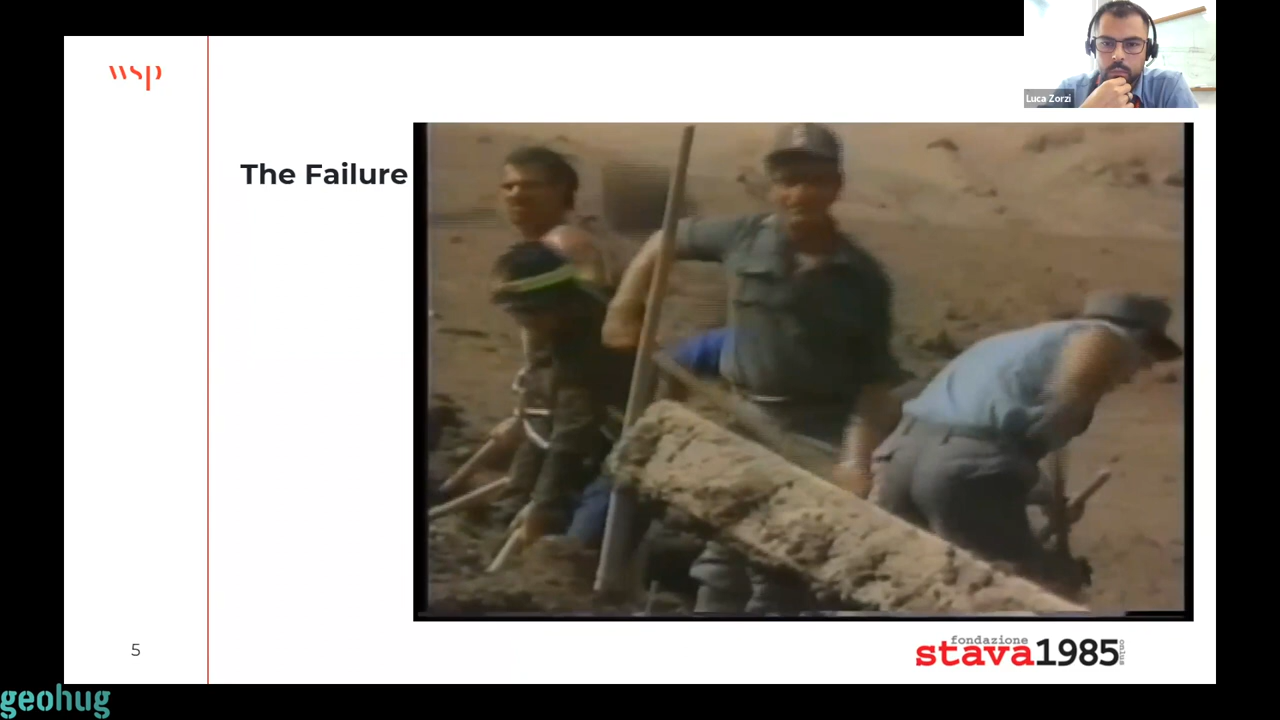 wsp
Luca Zorzi
The Failure
5
fondazione
stava1985
onlus
geohug